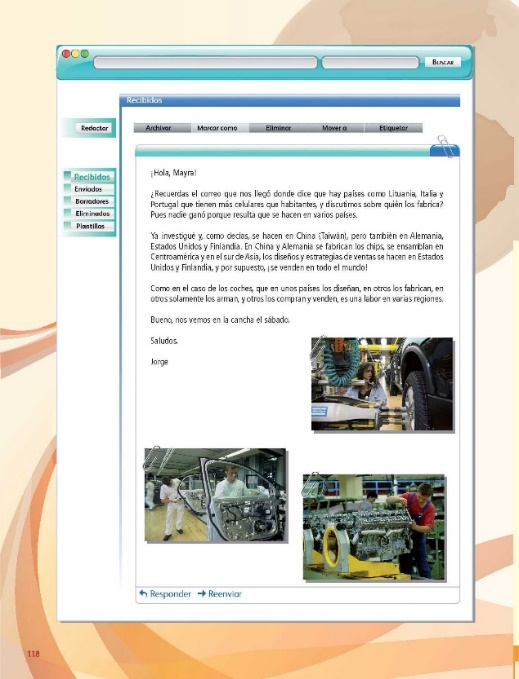 BUSCAR
Recibidos
Redactar
Archivar Marcar como Eliminar Mover a Etiquetar
Recibidos
Enviados
Borradores
Eliminados
Plantillas
¡Hola, Mayra!
¿Recuerdas el correo que nos llegó donde dice que hay países como Lituania, Italia y
Portugal que tienen más celulares que habitantes, y discutimos sobre quién los fabrica?
Pues nadie ganó porque resulta que se hacen en varios países.
Ya investigué y, como decías, se hacen en China (Taiwán), pero también en Alemania,
Estados Unidos y Finlandia. En China y Alemania se fabrican los chips, se ensamblan en
Centroamérica y en el sur de Asia, los diseños y estrategias de ventas se hacen en Estados
Unidos y Finlandia, y por supuesto, ¡se venden en todo el mundo!
Como en el caso de los coches, que en unos países los diseñan, en otros los fabrican, en
otros solamente los arman, y otros los compran y venden, es una labor en varias regiones.
Bueno, nos vemos en la cancha el sábado.
Saludos.
Jorge
Responder Reenviar
118